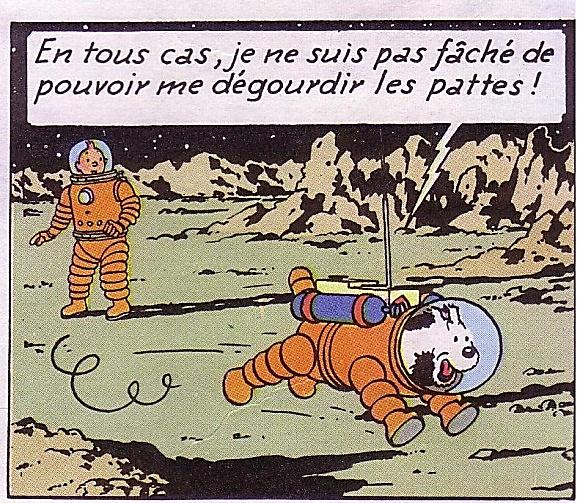 En tous cas, je ne suis pas fâché de
pouvoir me dégourdir les pattes !